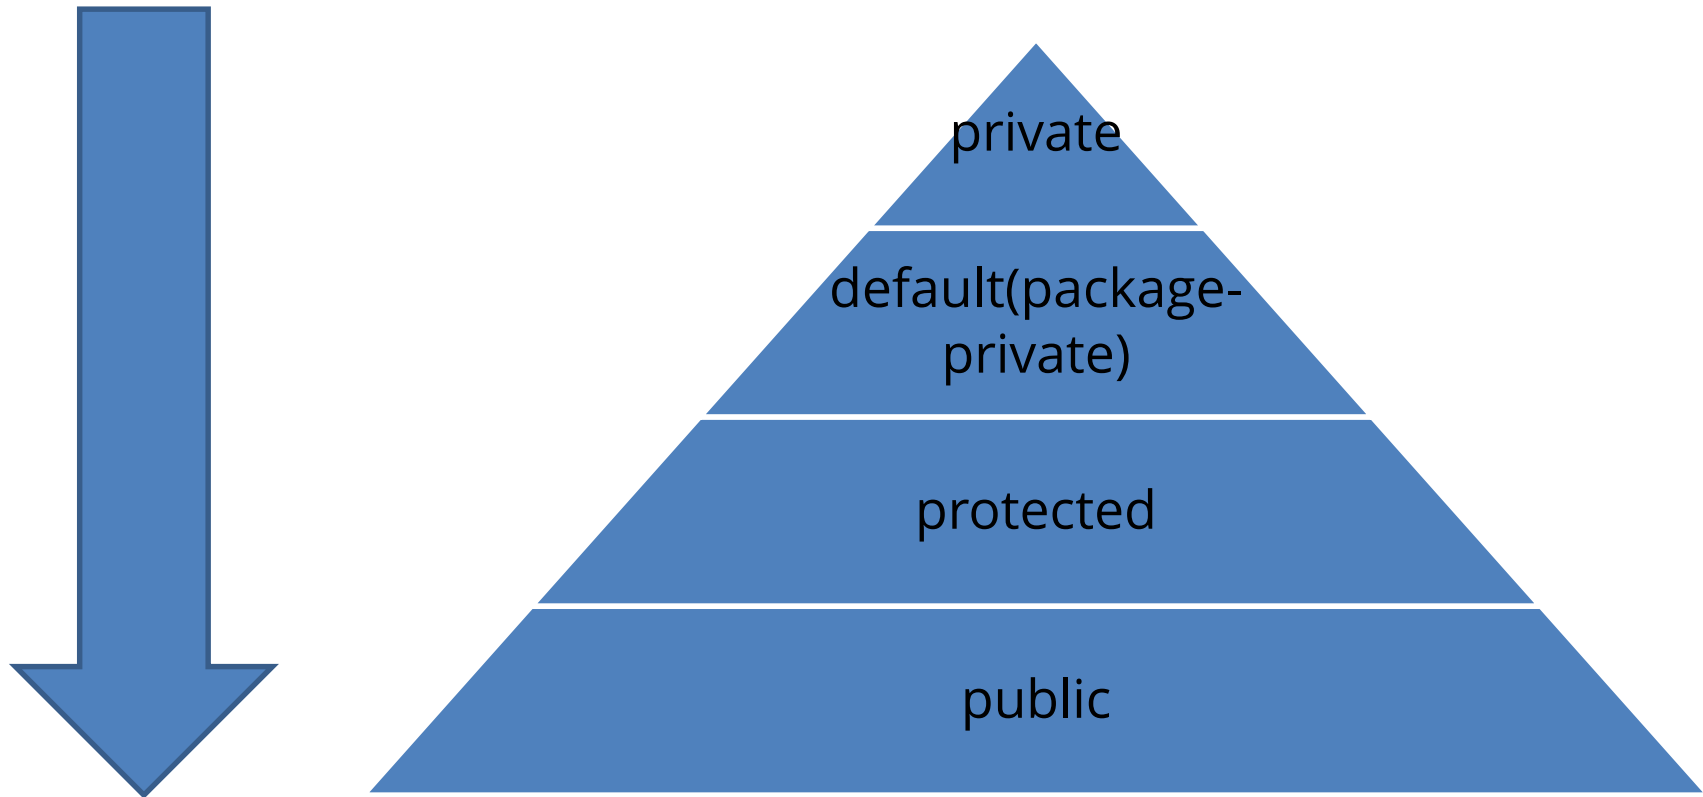 private
default(package-
private)
protected
public